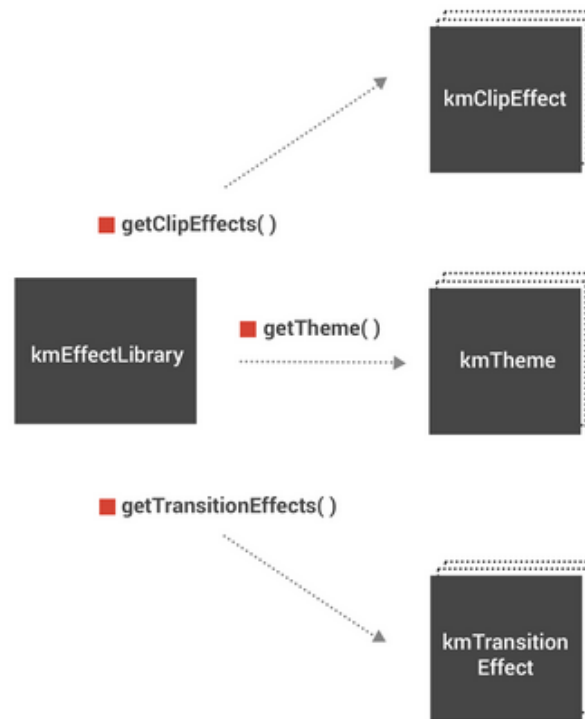 kmClipEffect
getClipEffects( )
kmEffectLibrary
getTheme( )
kmTheme
getTransitionEffects( )
kmTransition
Effect